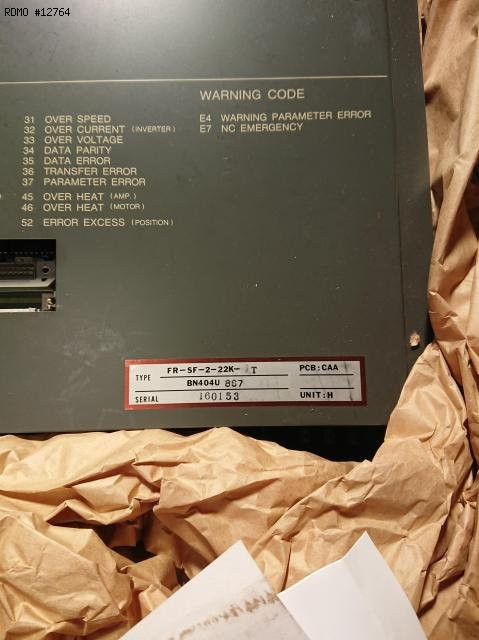 RDMO #12764
WARNING CODE
31 OVER SPEED
32 OVER CURRENT (INVERTER)
33 OVER VOLTAGE
34 DATA PARITY
35 DATA ERROR
36 TRANSFER ERROR
37 PARAMETER ERROR
45 OVER HEAT (AMP.)
46 OVER HEAT (MOTOR)
52 ERROR EXCESS (POSITION)
E4 WARNING PARAMETER ERROR
E7 NC EMERGENCY
TYPE FR-SF-2-22K- T PCB:CAA
BN404U 867
SERIAL 160153 UNIT:H